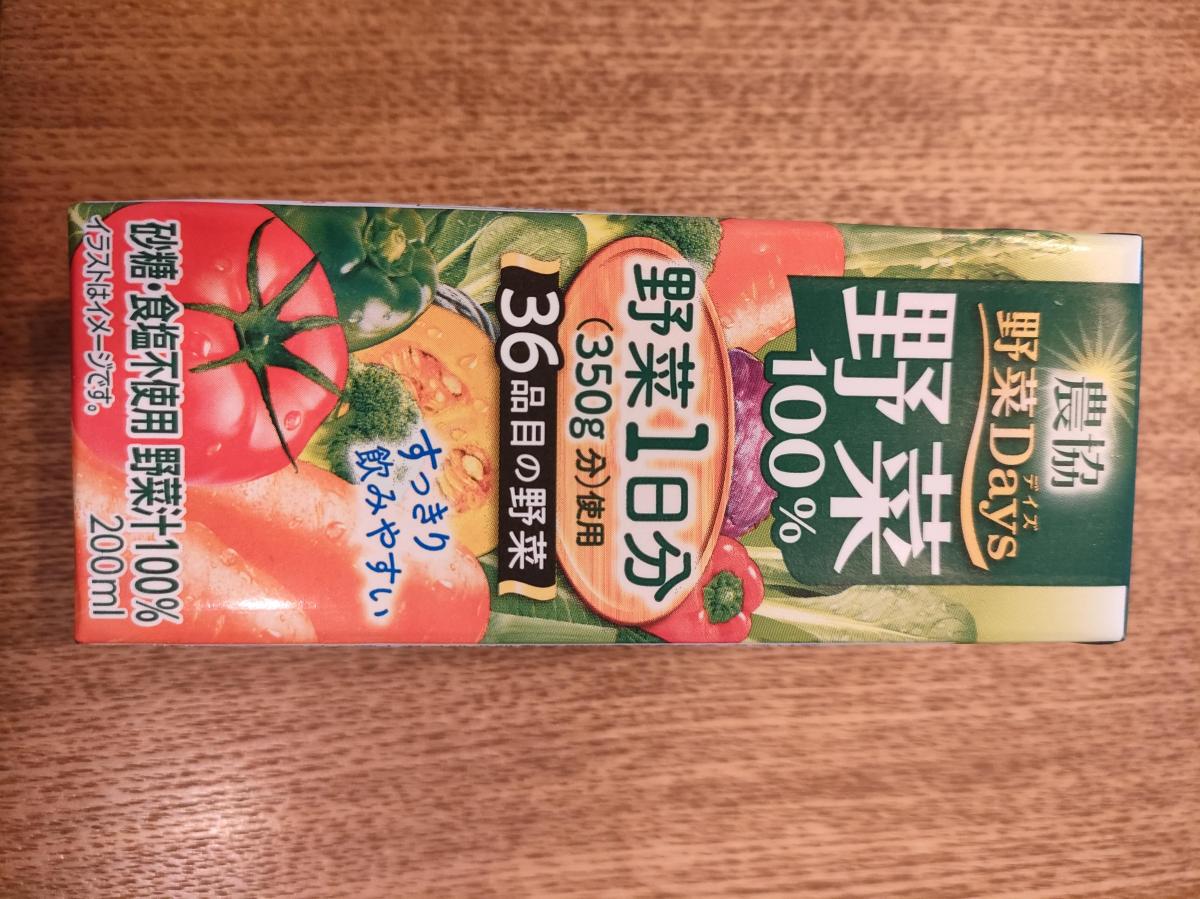 農協
野菜Days
ディズ
野菜
100%
野菜1日分
(350g分)使用
36品目の野菜
すっきり
飲みやすい
砂糖・食塩不使用 野菜汁100%
イラストはイメージです。 200ml